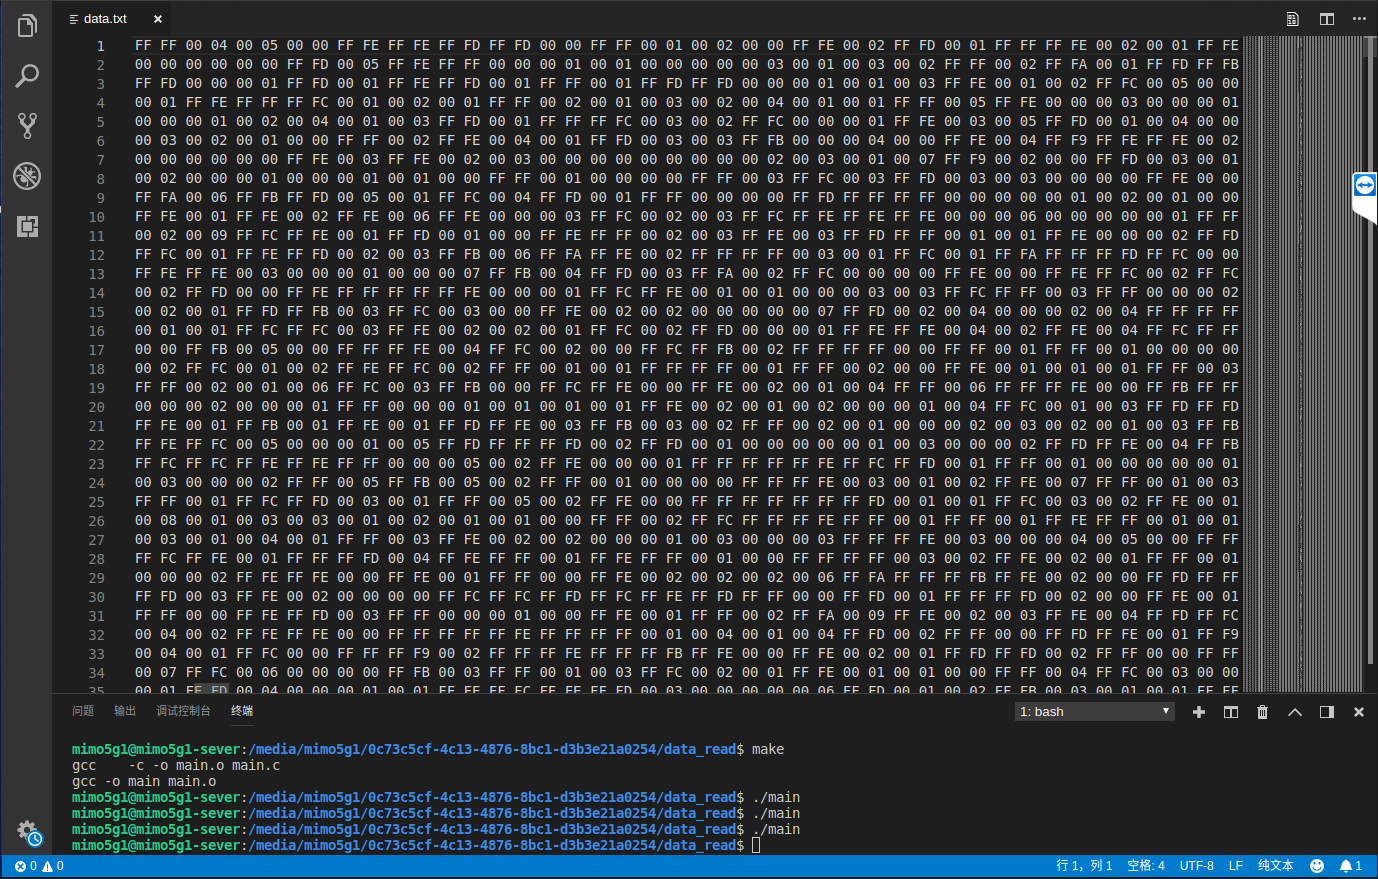 data.txt
1 FF FF 00 04 00 05 00 00 FF FE FF FE FF FD FF FD 00 00 FF FF 00 01 00 02 00 00 FF FE 00 02 FF FD 00 01 FF FF FF FE 00 02 00 01 FF FE
2 00 00 00 00 00 00 FF FD 00 05 FF FE FF FF 00 00 00 01 00 01 00 00 00 00 00 03 00 01 00 03 00 02 FF FF 00 02 FF FA 00 01 FF FD FF FB
3 FF FD 00 00 00 01 FF FD 00 01 FF FE FF FD 00 01 FF FF 00 01 FF FD FF FD 00 00 00 01 00 01 00 03 FF FE 00 01 00 02 FF FC 00 05 00 00
4 00 01 FF FE FF FF FF FC 00 01 00 02 00 01 FF FF 00 02 00 01 00 03 00 02 00 04 00 01 00 01 FF FF 00 05 FF FE 00 00 00 03 00 00 00 01
5 00 00 00 01 00 02 00 04 00 01 00 03 FF FD 00 01 FF FF FF FC 00 03 00 02 FF FC 00 00 00 01 FF FE 00 03 00 05 FF FD 00 01 00 04 00 00
6 00 03 00 02 00 01 00 00 FF FF 00 02 FF FE 00 04 00 01 FF FD 00 03 00 03 FF FB 00 00 00 04 00 00 FF FE 00 04 FF F9 FF FE FF FE 00 02
7 00 00 00 00 00 00 FF FE 00 03 FF FE 00 02 00 03 00 00 00 00 00 00 00 00 00 02 00 03 00 01 00 07 FF F9 00 02 00 00 FF FD 00 03 00 01
8 00 02 00 00 00 01 00 00 00 01 00 01 00 00 FF FF 00 01 00 00 00 00 FF FF 00 03 FF FC 00 03 FF FD 00 03 00 03 00 00 00 00 FF FE 00 00
9 FF FA 00 06 FF FB FF FD 00 05 00 01 FF FC 00 04 FF FD 00 01 FF FF 00 00 00 00 FF FD FF FF FF FF 00 00 00 00 00 01 00 02 00 01 00 00
10 FF FE 00 01 FF FE 00 02 FF FE 00 06 FF FE 00 00 00 03 FF FC 00 02 00 03 FF FC FF FE FF FE FF FE 00 00 00 06 00 00 00 00 00 01 FF FF
11 00 02 00 09 FF FC FF FE 00 01 FF FD 00 01 00 00 FF FE FF FF 00 02 00 03 FF FE 00 03 FF FD FF FF 00 01 00 01 FF FE 00 00 00 02 FF FD
12 FF FC 00 01 FF FE FF FD 00 02 00 03 FF FB 00 06 FF FA FF FE 00 02 FF FF FF FF 00 03 00 01 FF FC 00 01 FF FA FF FF FF FD FF FC 00 00
13 FF FE FF FE 00 03 00 00 00 01 00 00 00 07 FF FB 00 04 FF FD 00 03 FF FA 00 02 FF FC 00 00 00 00 FF FE 00 00 FF FE FF FC 00 02 FF FC
14 00 02 FF FD 00 00 FF FE FF FF FF FF FF FE 00 00 00 01 FF FC FF FE 00 01 00 01 00 00 00 03 00 03 FF FC FF FF 00 03 FF FF 00 00 00 02
15 00 02 00 01 FF FD FF FB 00 03 FF FC 00 03 00 00 FF FE 00 02 00 02 00 00 00 00 00 07 FF FD 00 02 00 04 00 00 00 02 00 04 FF FF FF FF
16 00 01 00 01 FF FC FF FC 00 03 FF FE 00 02 00 02 00 01 FF FC 00 02 FF FD 00 00 00 01 FF FE FF FE 00 04 00 02 FF FE 00 04 FF FC FF FF
17 00 00 FF FB 00 05 00 00 FF FF FF FE 00 04 FF FC 00 02 00 00 FF FC FF FB 00 02 FF FF FF FF 00 00 FF FF 00 01 FF FF 00 01 00 00 00 00
18 00 02 FF FC 00 01 00 02 FF FE FF FC 00 02 FF FF 00 01 00 01 FF FF FF FF 00 01 FF FF 00 02 00 00 FF FE 00 01 00 01 00 01 FF FF 00 03
19 FF FF 00 02 00 01 00 06 FF FC 00 03 FF FB 00 00 FF FC FF FE 00 00 FF FE 00 02 00 01 00 04 FF FF 00 06 FF FF FF FE 00 00 FF FB FF FF
20 00 00 00 02 00 00 00 01 FF FF 00 00 00 01 00 01 00 01 00 01 FF FE 00 02 00 01 00 02 00 00 00 01 00 04 FF FC 00 01 00 03 FF FD FF FD
21 FF FE 00 01 FF FB 00 01 FF FE 00 01 FF FD FF FE 00 03 FF FB 00 03 00 02 FF FF 00 02 00 01 00 00 00 02 00 03 00 02 00 01 00 03 FF FB
22 FF FE FF FC 00 05 00 00 00 01 00 05 FF FD FF FF FF FD 00 02 FF FD 00 01 00 00 00 00 00 01 00 03 00 00 00 02 FF FD FF FE 00 04 FF FB
23 FF FC FF FC FF FE FF FE FF FF 00 00 00 05 00 02 FF FE 00 00 00 01 FF FF FF FF FF FE FF FC FF FD 00 01 FF FF 00 01 00 00 00 00 00 01
24 00 03 00 00 00 02 FF FF 00 05 FF FB 00 05 00 02 FF FF 00 01 00 00 00 00 FF FF FF FE 00 03 00 01 00 02 FF FE 00 07 FF FF 00 01 00 03
25 FF FF 00 01 FF FC FF FD 00 03 00 01 FF FF 00 05 00 02 FF FE 00 00 FF FF FF FF FF FF FF FD 00 01 00 01 FF FC 00 03 00 02 FF FE 00 01
26 00 08 00 01 00 03 00 03 00 01 00 02 00 01 00 01 00 00 FF FF 00 02 FF FC FF FF FF FE FF FF 00 01 FF FF 00 01 FF FE FF FF 00 01 00 01
27 00 03 00 01 00 04 00 01 FF FF 00 03 FF FE 00 02 00 02 00 00 00 01 00 03 00 00 00 03 FF FF FF FE 00 03 00 00 00 04 00 05 00 00 FF FF
28 FF FC FF FE 00 01 FF FF FF FD 00 04 FF FE FF FF 00 01 FF FE FF FF 00 01 00 00 FF FF FF FF 00 03 00 02 FF FE 00 02 00 01 FF FF 00 01
29 00 00 00 02 FF FE FF FE 00 00 FF FE 00 01 FF FF 00 00 FF FE 00 02 00 02 00 02 00 06 FF FA FF FF FF FB FF FE 00 02 00 00 FF FD FF FF
30 FF FD 00 03 FF FE 00 02 00 00 00 00 FF FC FF FC FF FD FF FC FF FE FF FD FF FF 00 00 FF FD 00 01 FF FF FF FD 00 02 00 00 FF FE 00 01
31 FF FF 00 00 FF FE FF FD 00 03 FF FF 00 00 00 01 00 00 FF FE 00 01 FF FF 00 02 FF FA 00 09 FF FE 00 02 00 03 FF FE 00 04 FF FD FF FC
32 00 04 00 02 FF FE FF FE 00 00 FF FF FF FF FF FE FF FF FF FF 00 01 00 04 00 01 00 04 FF FD 00 02 FF FF 00 00 FF FD FF FE 00 01 FF F9
33 00 04 00 01 FF FC 00 00 FF FF FF F9 00 02 FF FF FF FE FF FF FF FB FF FE 00 00 FF FE 00 02 00 01 FF FD FF FD 00 02 FF FF 00 00 FF FE
34 00 07 FF FC 00 06 00 00 00 00 FF FB 00 03 FF FF 00 01 00 03 FF FC 00 02 00 01 FF FE 00 01 00 01 00 00 FF FF 00 04 FF FC 00 03 00 00
35 00 01 FF FD 00 04 00 00 00 01 00 01 FF FF FF FC FF FF FF FD 00 03 00 00 00 00 00 06 FF FD 00 01 00 02 FF FB 00 03 00 01 00 01 FF FF
问题 输出 调试控制台 终端 1: bash
mimo5g1@mimo5g1-sever:/media/mimo5g1/0c73c5cf-4c13-4876-8bc1-d3b3e21a0254/data_read$ make
gcc -c -o main.o main.c
gcc -o main main.o
mimo5g1@mimo5g1-sever:/media/mimo5g1/0c73c5cf-4c13-4876-8bc1-d3b3e21a0254/data_read$ ./main
mimo5g1@mimo5g1-sever:/media/mimo5g1/0c73c5cf-4c13-4876-8bc1-d3b3e21a0254/data_read$ ./main
mimo5g1@mimo5g1-sever:/media/mimo5g1/0c73c5cf-4c13-4876-8bc1-d3b3e21a0254/data_read$ ./main
mimo5g1@mimo5g1-sever:/media/mimo5g1/0c73c5cf-4c13-4876-8bc1-d3b3e21a0254/data_read$
0 0 行 1，列 1 空格: 4 UTF-8 LF 纯文本 1